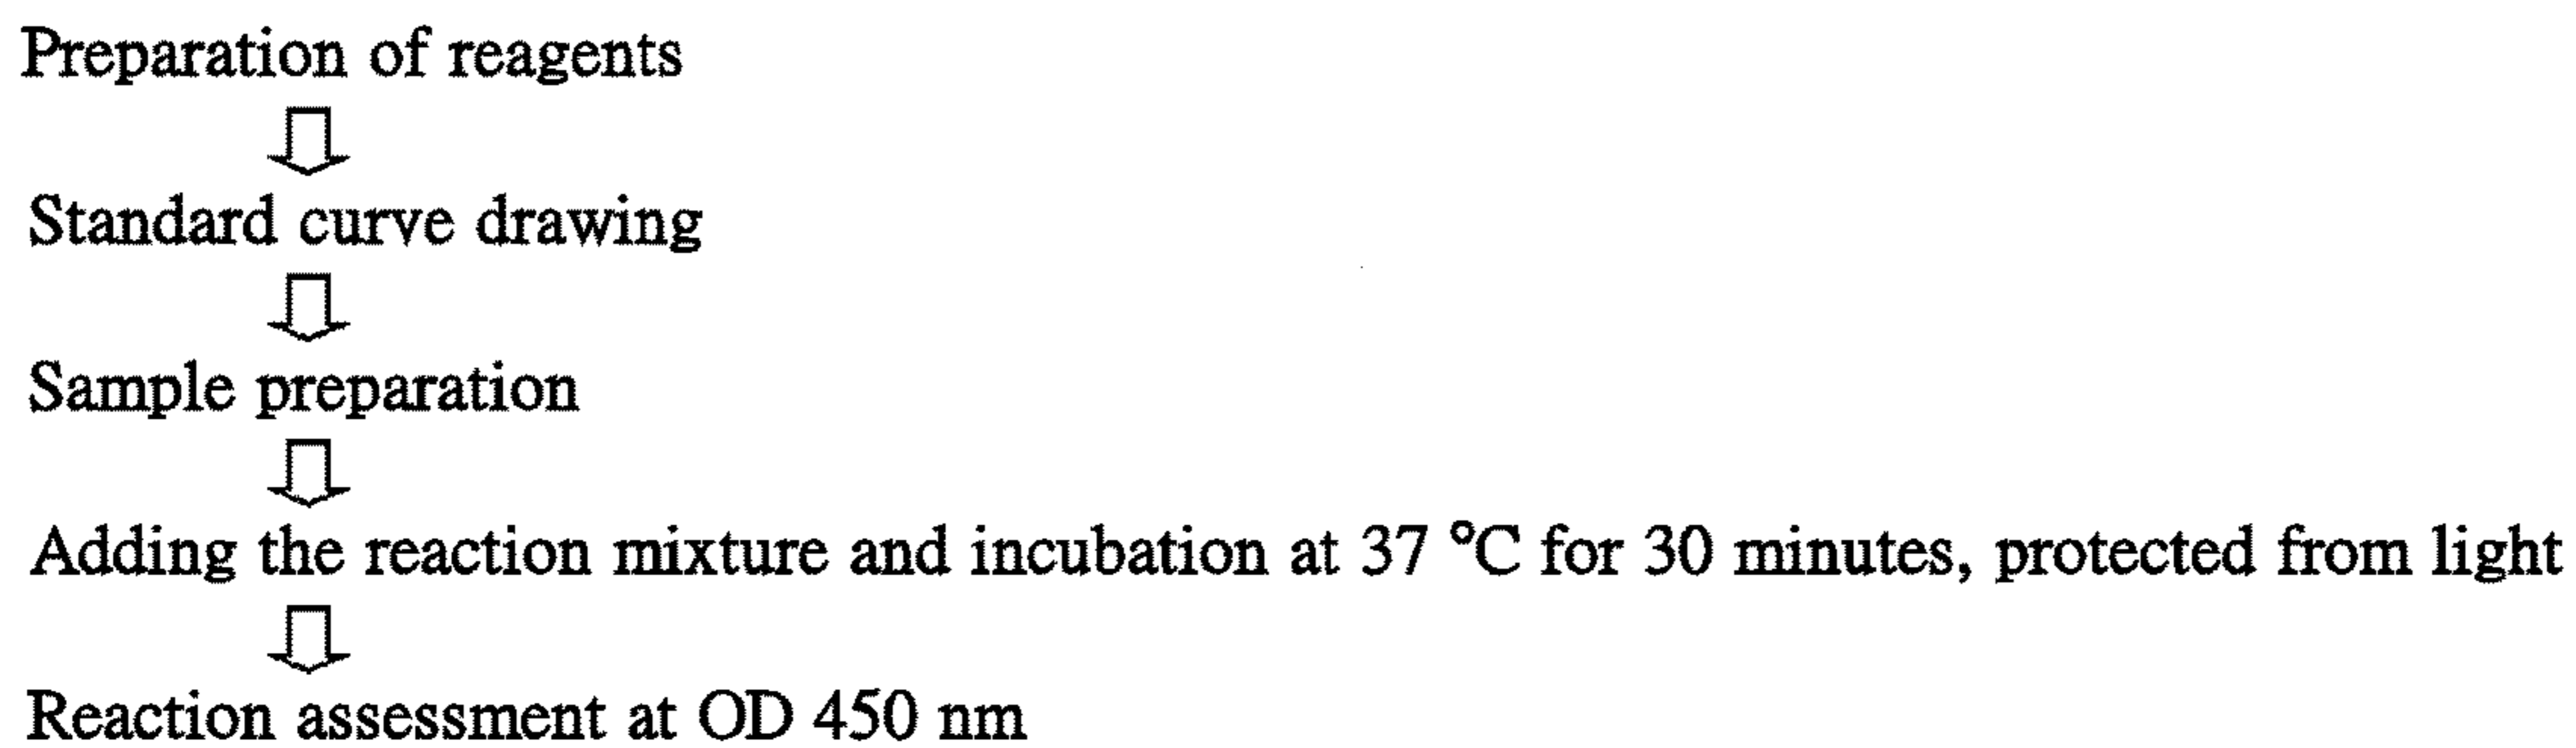 Preparation of reagents
Standard curve drawing
Sample preparation
Adding the reaction mixture and incubation at 37 °C for 30 minutes, protected from light
Reaction assessment at OD 450 nm